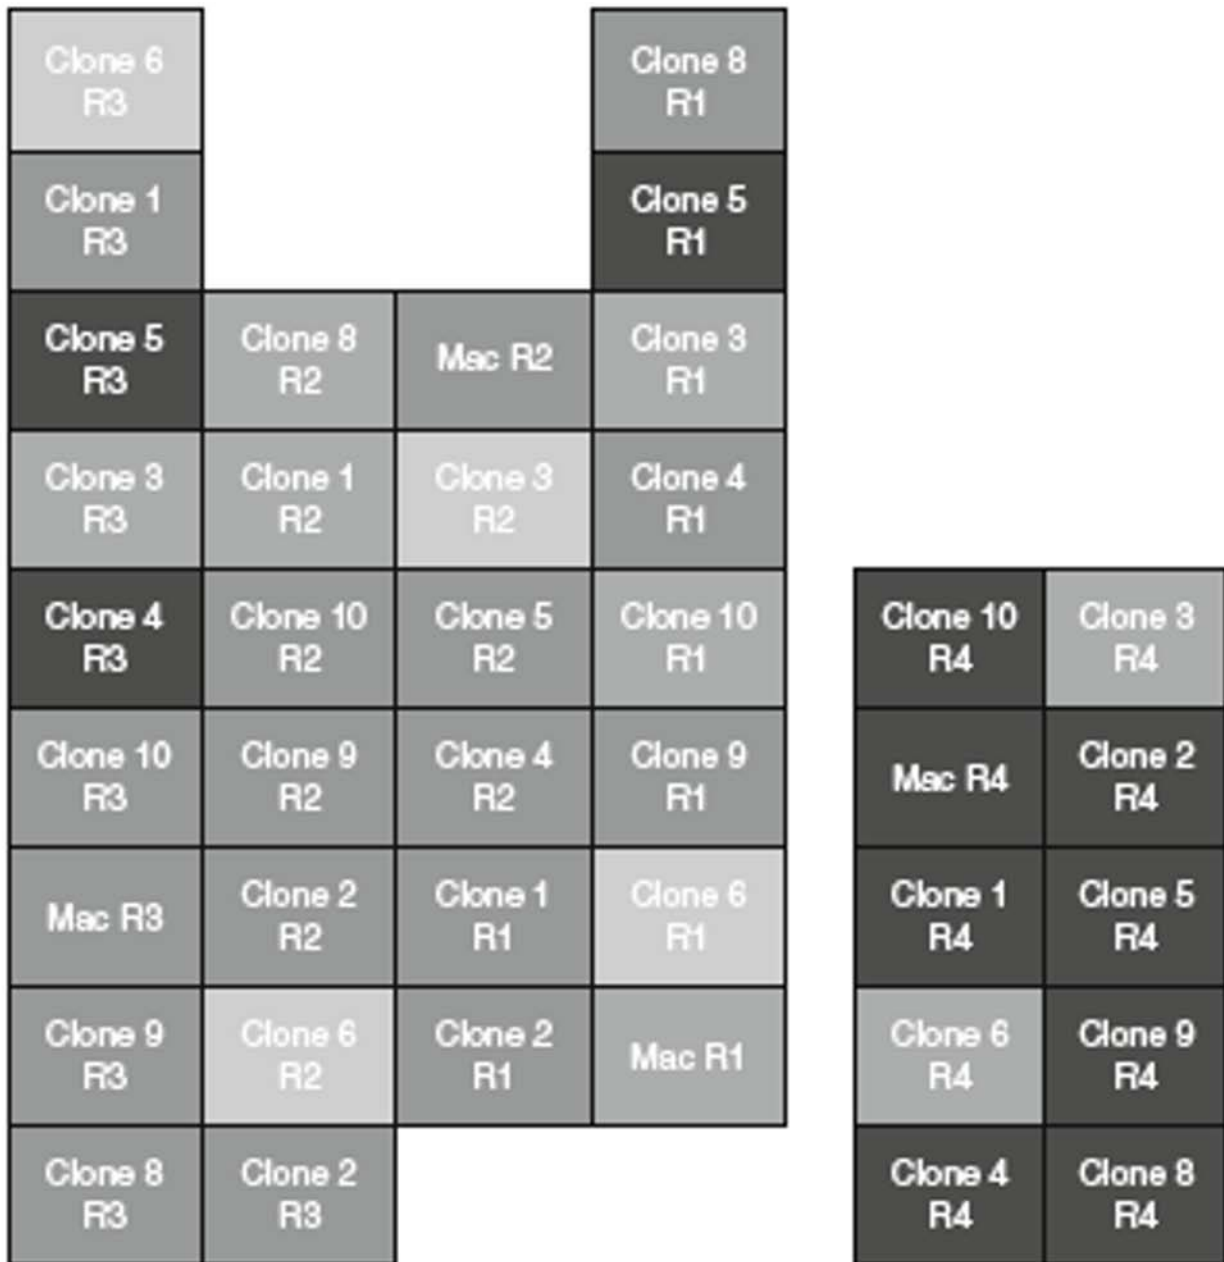 Clone 6
R3
Clone 8
R1
Clone 1
R3
Clone 5
R1
Clone 5
R3
Clone 8
R2
Mac R2
Clone 3
R1
Clone 3
R3
Clone 1
R2
Clone 3
R2
Clone 4
R1
Clone 4
R3
Clone 10
R2
Clone 5
R2
Clone 10
R1
Clone 10
R4
Clone 3
R4
Clone 10
R3
Clone 9
R2
Clone 4
R2
Clone 9
R1
Mac R4
Clone 2
R4
Mac R3
Clone 2
R2
Clone 1
R1
Clone 6
R1
Clone 1
R4
Clone 5
R4
Clone 9
R3
Clone 6
R2
Clone 2
R1
Mac R1
Clone 6
R4
Clone 9
R4
Clone 8
R3
Clone 2
R3
Clone 4
R4
Clone 8
R4